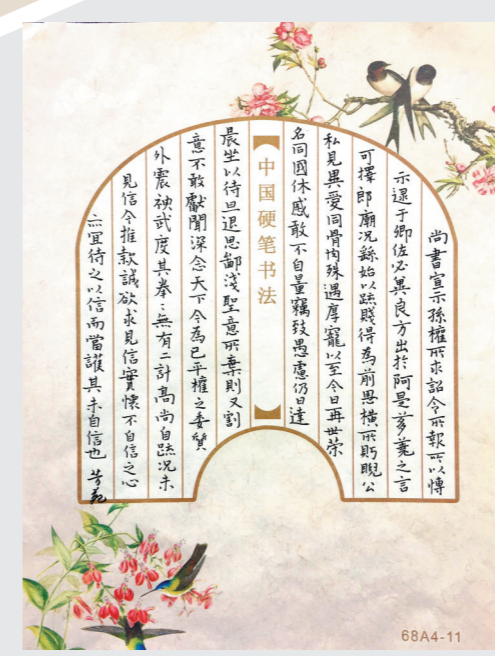 尚書宣示孫權所求詔令所報所以博
示逮于卿佐必異良方出於阿是芻蕘之言
可擇郎廟况繇始以疏賤得為前恩橫所眄睨公
私見異愛同骨肉殊遇厚寵以至今日再世榮
名同國休感敢不自量竊致愚慮仍日達
中国硬笔书法
晨坐以待旦退思鄙淺聖意所棄則又割
意不敢獻聞深念天下今為已平權之委質
外震神武度其拳〻無有二計高尚自疏况未
見信今推款誠欲求見信實懷不自信之心
亦宜待之以信而當護其未自信也
68A4-11